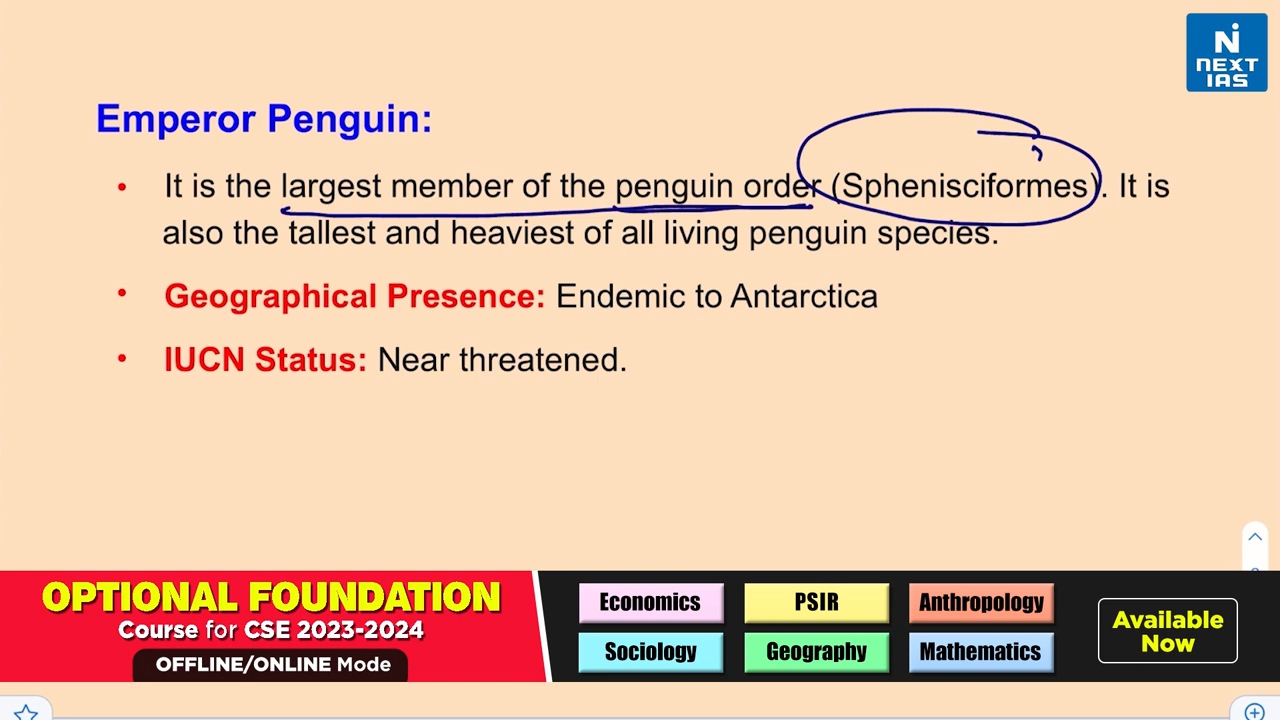 NEXT
IAS
Emperor Penguin:
• It is the largest member of the penguin order (Sphenisciformes). It is
also the tallest and heaviest of all living penguin species.
• Geographical Presence: Endemic to Antarctica
• IUCN Status: Near threatened.
OPTIONAL FOUNDATION
Course for CSE 2023-2024
OFFLINE/ONLINE Mode
Economics PSIR Anthropology
Sociology Geography Mathematics
Available
Now